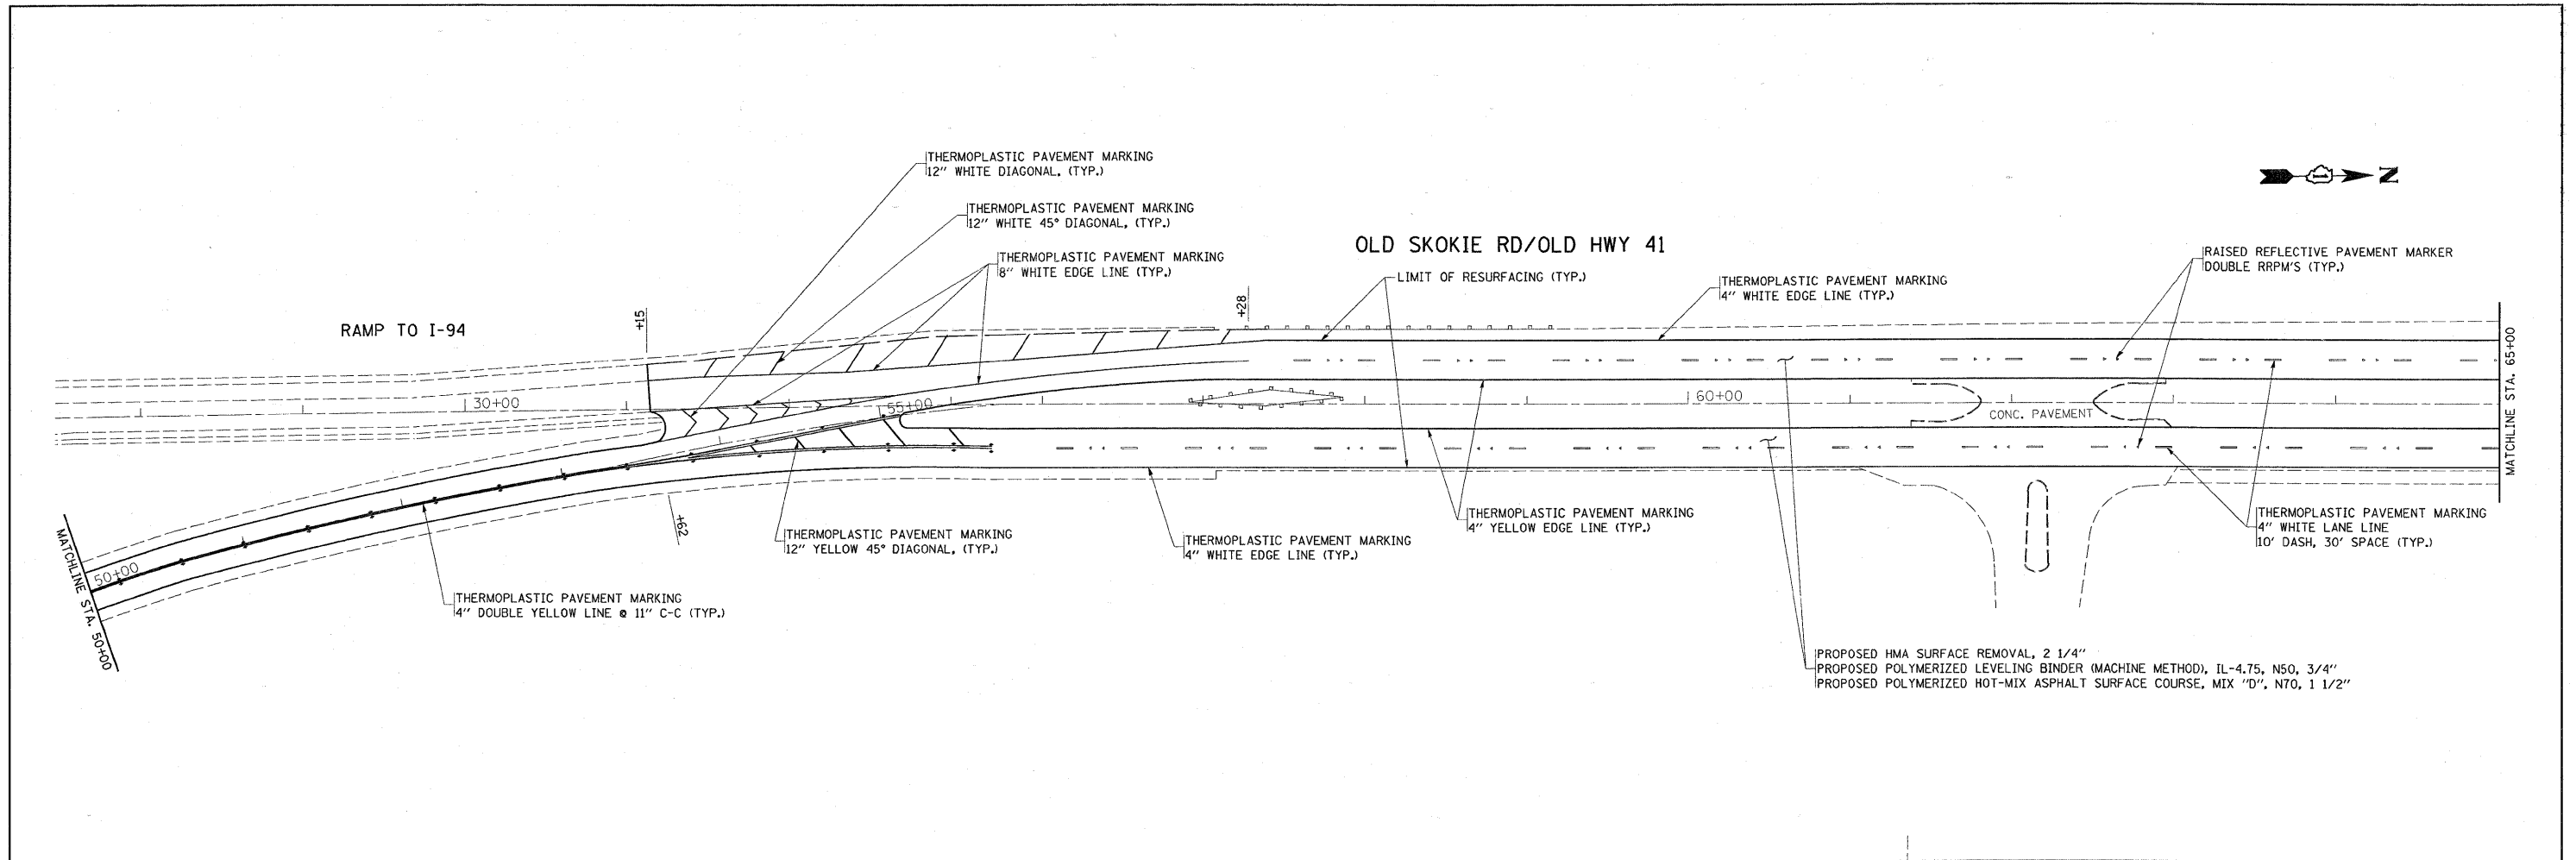 THERMOPLASTIC PAVEMENT MARKING
12" WHITE DIAGONAL, (TYP.)
N
THERMOPLASTIC PAVEMENT MARKING
12" WHITE 45° DIAGONAL, (TYP.)
OLD SKOKIE RD/OLD HWY 41
THERMOPLASTIC PAVEMENT MARKING
8" WHITE EDGE LINE (TYP.)
LIMIT OF RESURFACING (TYP.)
THERMOPLASTIC PAVEMENT MARKING
4" WHITE EDGE LINE (TYP.)
RAISED REFLECTIVE PAVEMENT MARKER
DOUBLE RRPM'S (TYP.)
RAMP TO I-94
+15
+28
30+00
55+00
60+00
CONC. PAVEMENT
MATCHLINE STA. 65+00
+62
THERMOPLASTIC PAVEMENT MARKING
12" YELLOW 45° DIAGONAL, (TYP.)
THERMOPLASTIC PAVEMENT MARKING
4" WHITE EDGE LINE (TYP.)
THERMOPLASTIC PAVEMENT MARKING
4" YELLOW EDGE LINE (TYP.)
THERMOPLASTIC PAVEMENT MARKING
4" WHITE LANE LINE
10' DASH, 30' SPACE (TYP.)
MATCHLINE STA. 50+00
50+00
THERMOPLASTIC PAVEMENT MARKING
4" DOUBLE YELLOW LINE @ 11" C-C (TYP.)
PROPOSED HMA SURFACE REMOVAL, 2 1/4"
PROPOSED POLYMERIZED LEVELING BINDER (MACHINE METHOD), IL-4.75, N50, 3/4"
PROPOSED POLYMERIZED HOT-MIX ASPHALT SURFACE COURSE, MIX "D", N70, 1 1/2"